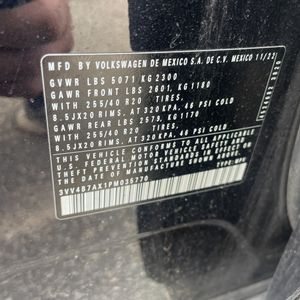 MFD BY VOLKSWAGEN DE MEXICO S.A. DE C.V. MEXICO 11/22
GVWR LBS 5071 KG 2300
GAWR FRONT LBS 2601, KG 1180
WITH 255/40 R20 TIRES,
8.5JX20 RIMS, AT 320 KPA, 46 PSI COLD
GAWR REAR LBS 2579, KG 1170
WITH 255/40 R20 TIRES,
8.5JX20 RIMS, AT 320 KPA, 46 PSI COLD
THIS VEHICLE CONFORMS TO ALL APPLICABLE U.S. FEDERAL
MOTOR VEHICLE SAFETY AND THEFT PREVENTION
STANDARDS IN EFFECT ON THE
DATE OF MANUFACTURE SHOWN ABOVE.